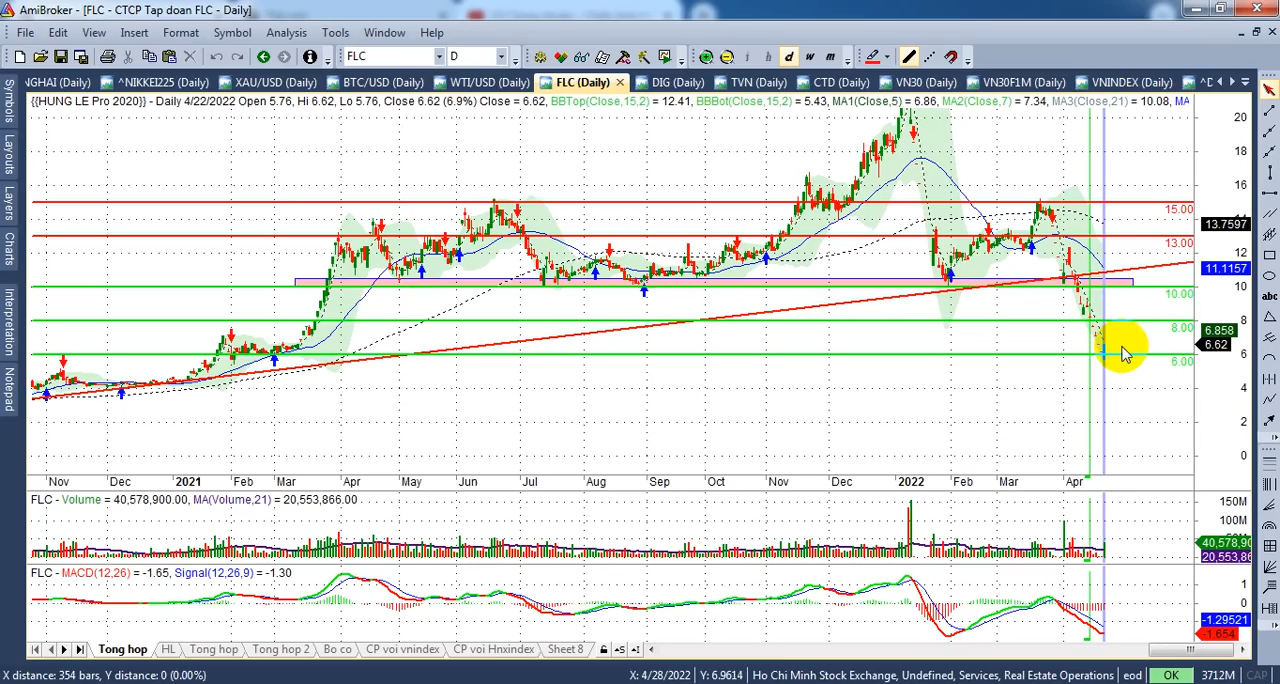 AmiBroker - [FLC - CTCP Tap doan FLC - Daily]
File Edit View Insert Format Symbol Analysis Tools Window Help
FLC D i h d w m
NGHAI (Daily) ^NIKKEI225 (Daily) XAU/USD (Daily) BTC/USD (Daily) WTI/USD (Daily) FLC (Daily) DIG (Daily) TVN (Daily) CTD (Daily) VN30 (Daily) VN30F1M (Daily) VNINDEX (Daily) ^D
{{HUNG LE Pro 2020}} - Daily 4/22/2022 Open 5.76, Hi 6.62, Lo 5.76, Close 6.62 (6.9%) Close = 6.62, BBTop(Close,15,2) = 12.41, BBBot(Close,15,2) = 5.43, MA1(Close,5) = 6.86, MA2(Close,7) = 7.34, MA3(Close,21) = 10.08, MA
Symbols
Layouts
Layers
Charts
Interpretation
Notepad
abc
20
18
16
15.00
14
13.7597
13.00
12
11.1157
10
10.00
8
8.00
6.858
6.62
6
6.00
4
2
0
Nov Dec 2021 Feb Mar Apr May Jun Jul Aug Sep Oct Nov Dec 2022 Feb Mar Apr
FLC - Volume = 40,578,900.00, MA(Volume,21) = 20,553,866.00
150M
100M
40,578,90
20,553,86
FLC - MACD(12,26) = -1.65, Signal(12,26,9) = -1.30
1
0
-1.29521
-1.654
Tong hop HL Tong hop Tong hop 2 Bo co CP voi vnindex CP voi Hnxindex Sheet 8 S S
X distance: 354 bars, Y distance: 0 (0.00%) X: 4/28/2022 Y: 6.9614 Ho Chi Minh Stock Exchange, Undefined, Services, Real Estate Operations, eod OK 3712M CAP